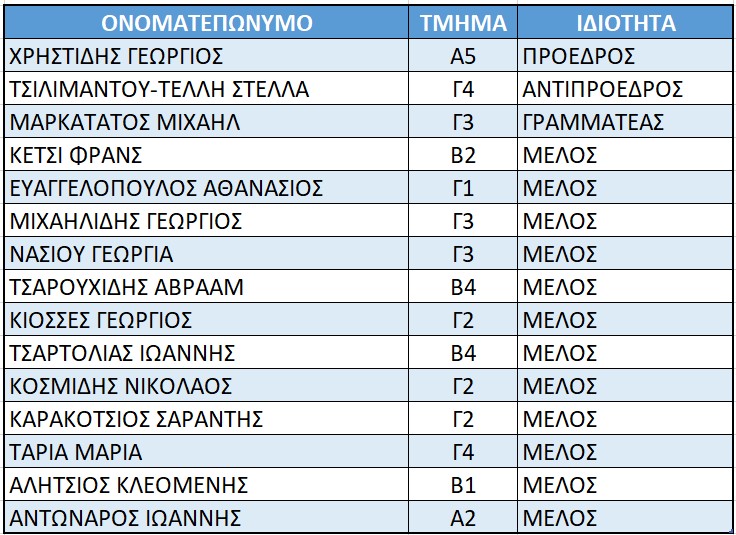 ΟΝΟΜΑΤΕΠΩΝΥΜΟ ΤΜΗΜΑ ΙΔΙΟΤΗΤΑ
ΧΡΗΣΤΙΔΗΣ ΓΕΩΡΓΙΟΣ Α5 ΠΡΟΕΔΡΟΣ
ΤΣΙΛΙΜΑΝΤΟΥ-ΤΕΛΛΗ ΣΤΕΛΛΑ Γ4 ΑΝΤΙΠΡΟΕΔΡΟΣ
ΜΑΡΚΑΤΑΤΟΣ ΜΙΧΑΗΛ Γ3 ΓΡΑΜΜΑΤΕΑΣ
ΚΕΤΣΙ ΦΡΑΝΣ Β2 ΜΕΛΟΣ
ΕΥΑΓΓΕΛΟΠΟΥΛΟΣ ΑΘΑΝΑΣΙΟΣ Γ1 ΜΕΛΟΣ
ΜΙΧΑΗΛΙΔΗΣ ΓΕΩΡΓΙΟΣ Γ3 ΜΕΛΟΣ
ΝΑΣΙΟΥ ΓΕΩΡΓΙΑ Γ3 ΜΕΛΟΣ
ΤΣΑΡΟΥΧΙΔΗΣ ΑΒΡΑΑΜ Β4 ΜΕΛΟΣ
ΚΙΟΣΣΕΣ ΓΕΩΡΓΙΟΣ Γ2 ΜΕΛΟΣ
ΤΣΑΡΤΟΛΙΑΣ ΙΩΑΝΝΗΣ Β4 ΜΕΛΟΣ
ΚΟΣΜΙΔΗΣ ΝΙΚΟΛΑΟΣ Γ2 ΜΕΛΟΣ
ΚΑΡΑΚΟΤΣΙΟΣ ΣΑΡΑΝΤΗΣ Γ2 ΜΕΛΟΣ
ΤΑΡΙΑ ΜΑΡΙΑ Γ4 ΜΕΛΟΣ
ΑΛΗΤΣΙΟΣ ΚΛΕΟΜΕΝΗΣ Β1 ΜΕΛΟΣ
ΑΝΤΩΝΑΡΟΣ ΙΩΑΝΝΗΣ Α2 ΜΕΛΟΣ